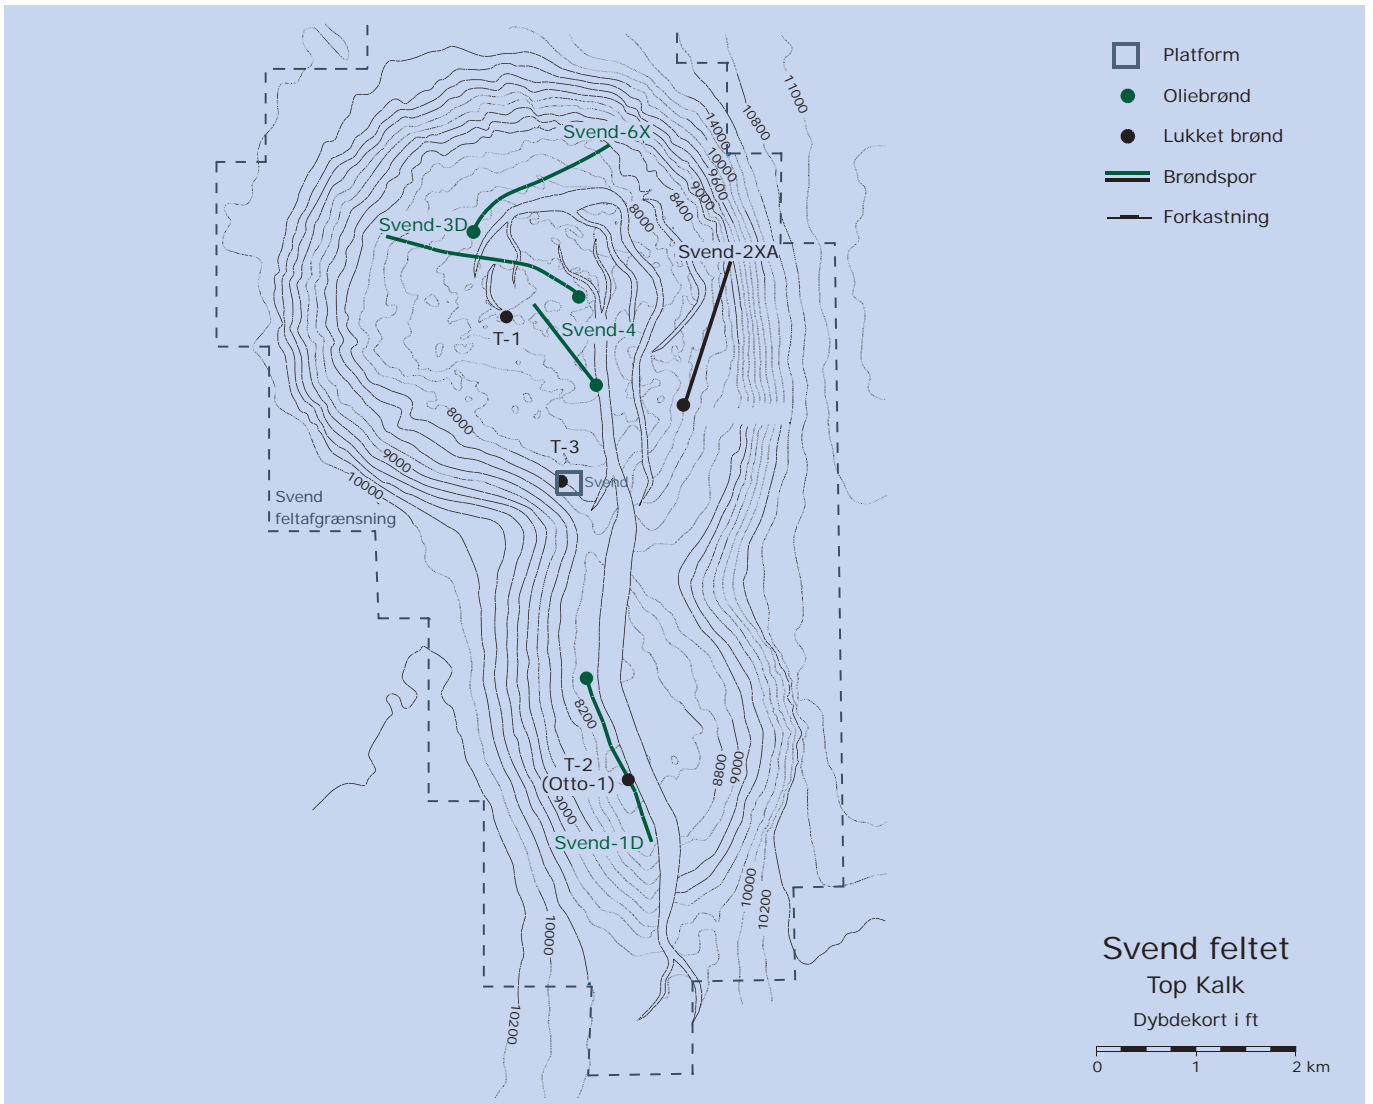 Platform
Oliebrønd
Lukket brønd
Brøndspor
Forkastning
11000
10800
14000
10000
9600
9000
8400
8000
Svend-6X
Svend-3D
Svend-2XA
Svend-4
T-1
8000
9000
10000
T-3
Svend
Svend
feltafgrænsning
8200
T-2
(Otto-1)
9000
8800
9000
Svend-1D
10000
10200
10000
10200
Svend feltet
Top Kalk
Dybdekort i ft
0 1 2 km